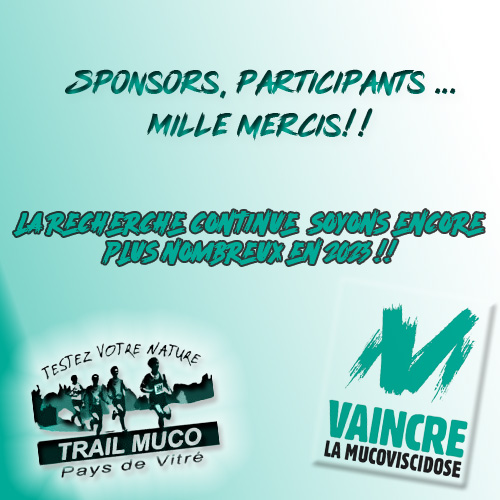 SPONSORS, PARTICIPANTS ...
MILLE MERCIS!!
LA RECHERCHE CONTINUE SOYONS ENCORE
PLUS NOMBREUX EN 2025 !!
TESTEZ VOTRE NATURE
TRAIL MUCO
Pays de Vitré
VAINCRE
LA MUCOVISCIDOSE